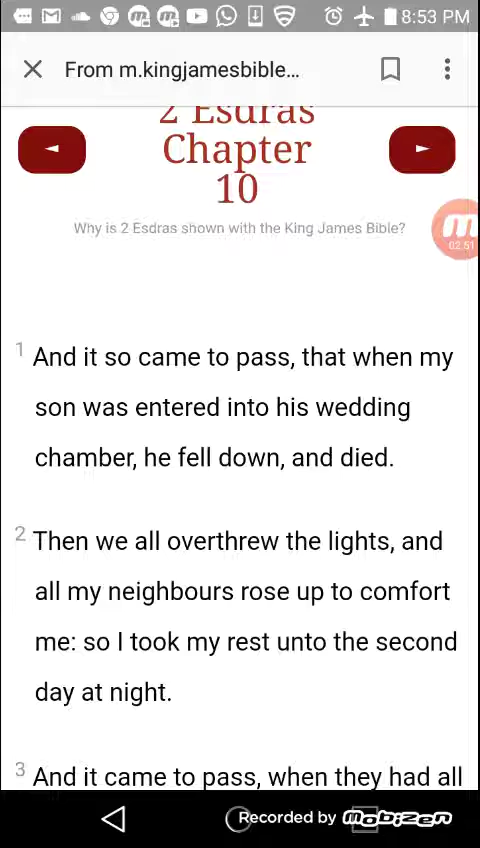 8:53 PM
From m.kingjamesbible...
2 Esdras
Chapter
10
Why is 2 Esdras shown with the King James Bible?
02:51
1 And it so came to pass, that when my
son was entered into his wedding
chamber, he fell down, and died.
2 Then we all overthrew the lights, and
all my neighbours rose up to comfort
me: so I took my rest unto the second
day at night.
3 And it came to pass, when they had all
Recorded by Mobizen